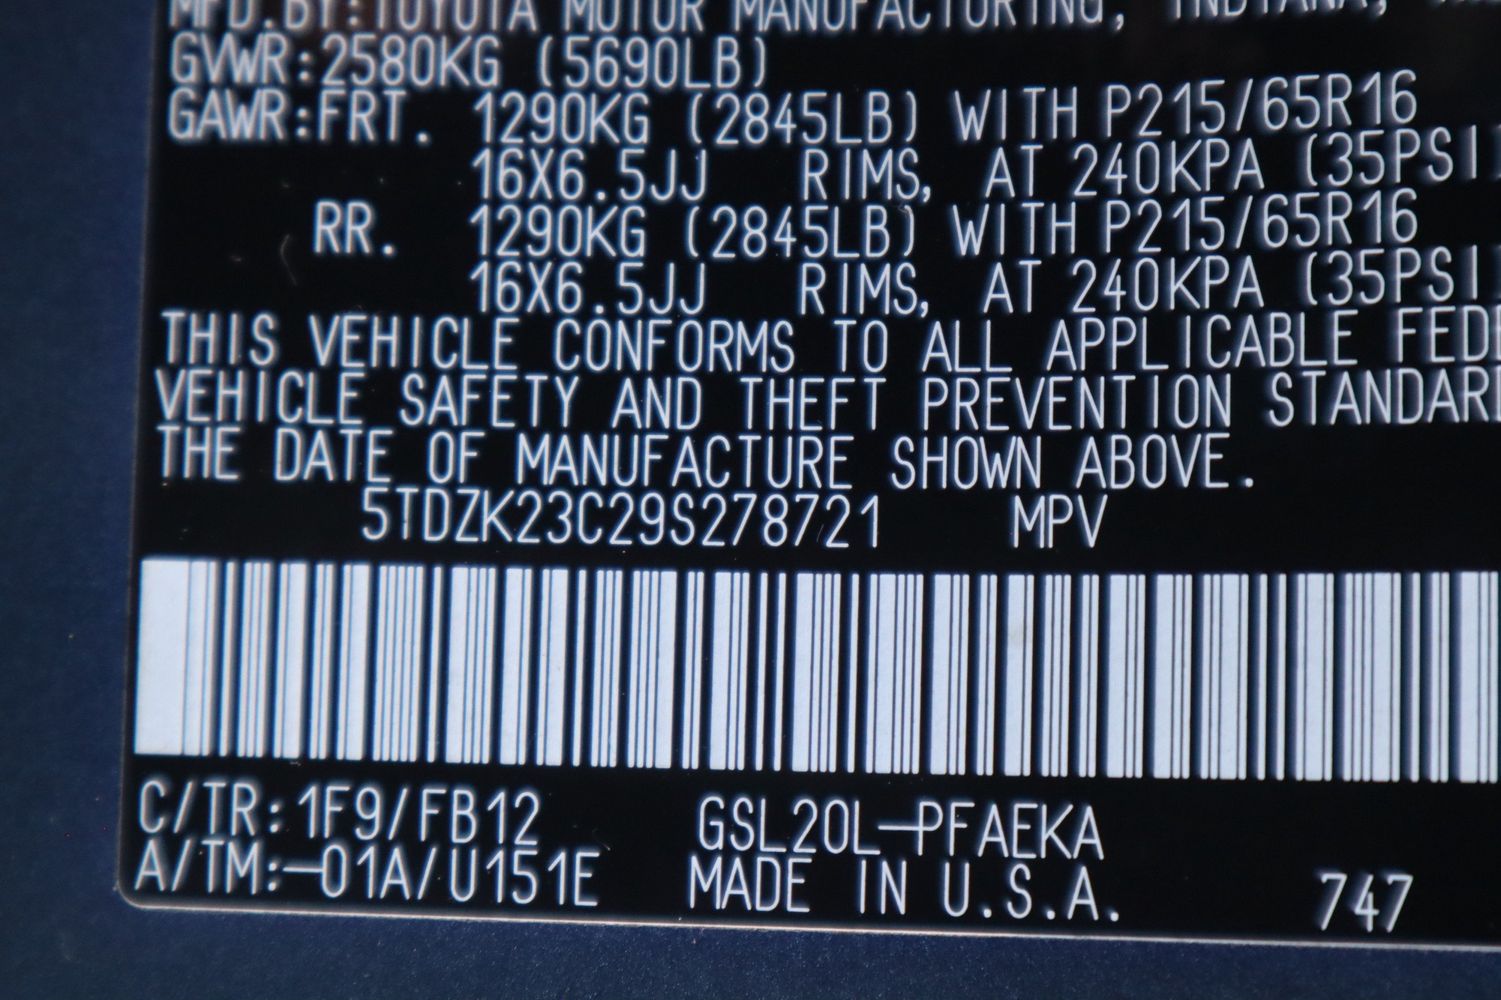 MFD.BY:TOYOTA MOTOR MANUFACTURING, INDIANA,
GVWR:2580KG (5690LB)
GAWR:FRT. 1290KG (2845LB) WITH P215/65R16
16X6.5JJ RIMS, AT 240KPA (35PSI
RR. 1290KG (2845LB) WITH P215/65R16
16X6.5JJ RIMS, AT 240KPA (35PSI
THIS VEHICLE CONFORMS TO ALL APPLICABLE FED
VEHICLE SAFETY AND THEFT PREVENTION STANDAR
THE DATE OF MANUFACTURE SHOWN ABOVE.
5TDZK23C29S278721 MPV
C/TR:1F9/FB12 GSL20L-PFAEKA
A/TM:-01A/U151E MADE IN U.S.A. 747